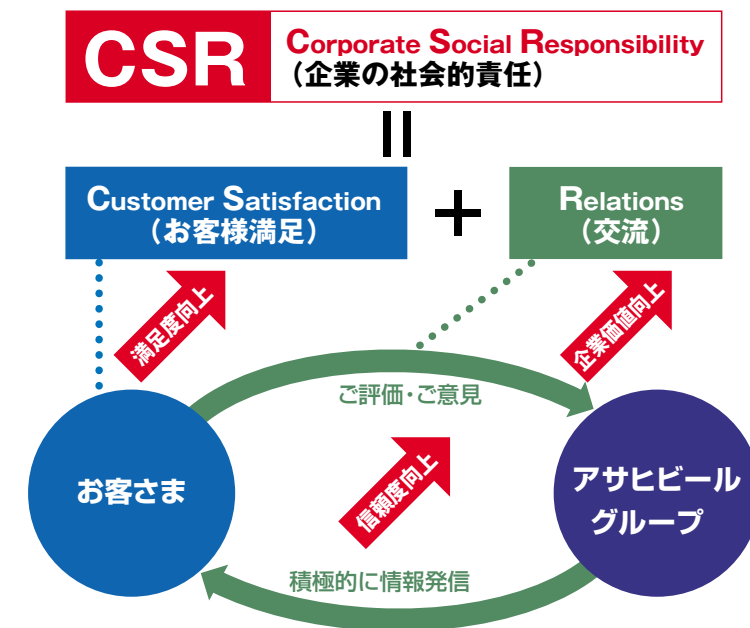 CSR
Corporate Social Responsibility
（企業の社会的責任）
Customer Satisfaction
（お客様満足）
+
Relations
（交流）
満足度向上
企業価値向上
ご評価・ご意見
お客さま
信頼度向上
アサヒビール
グループ
積極的に情報発信